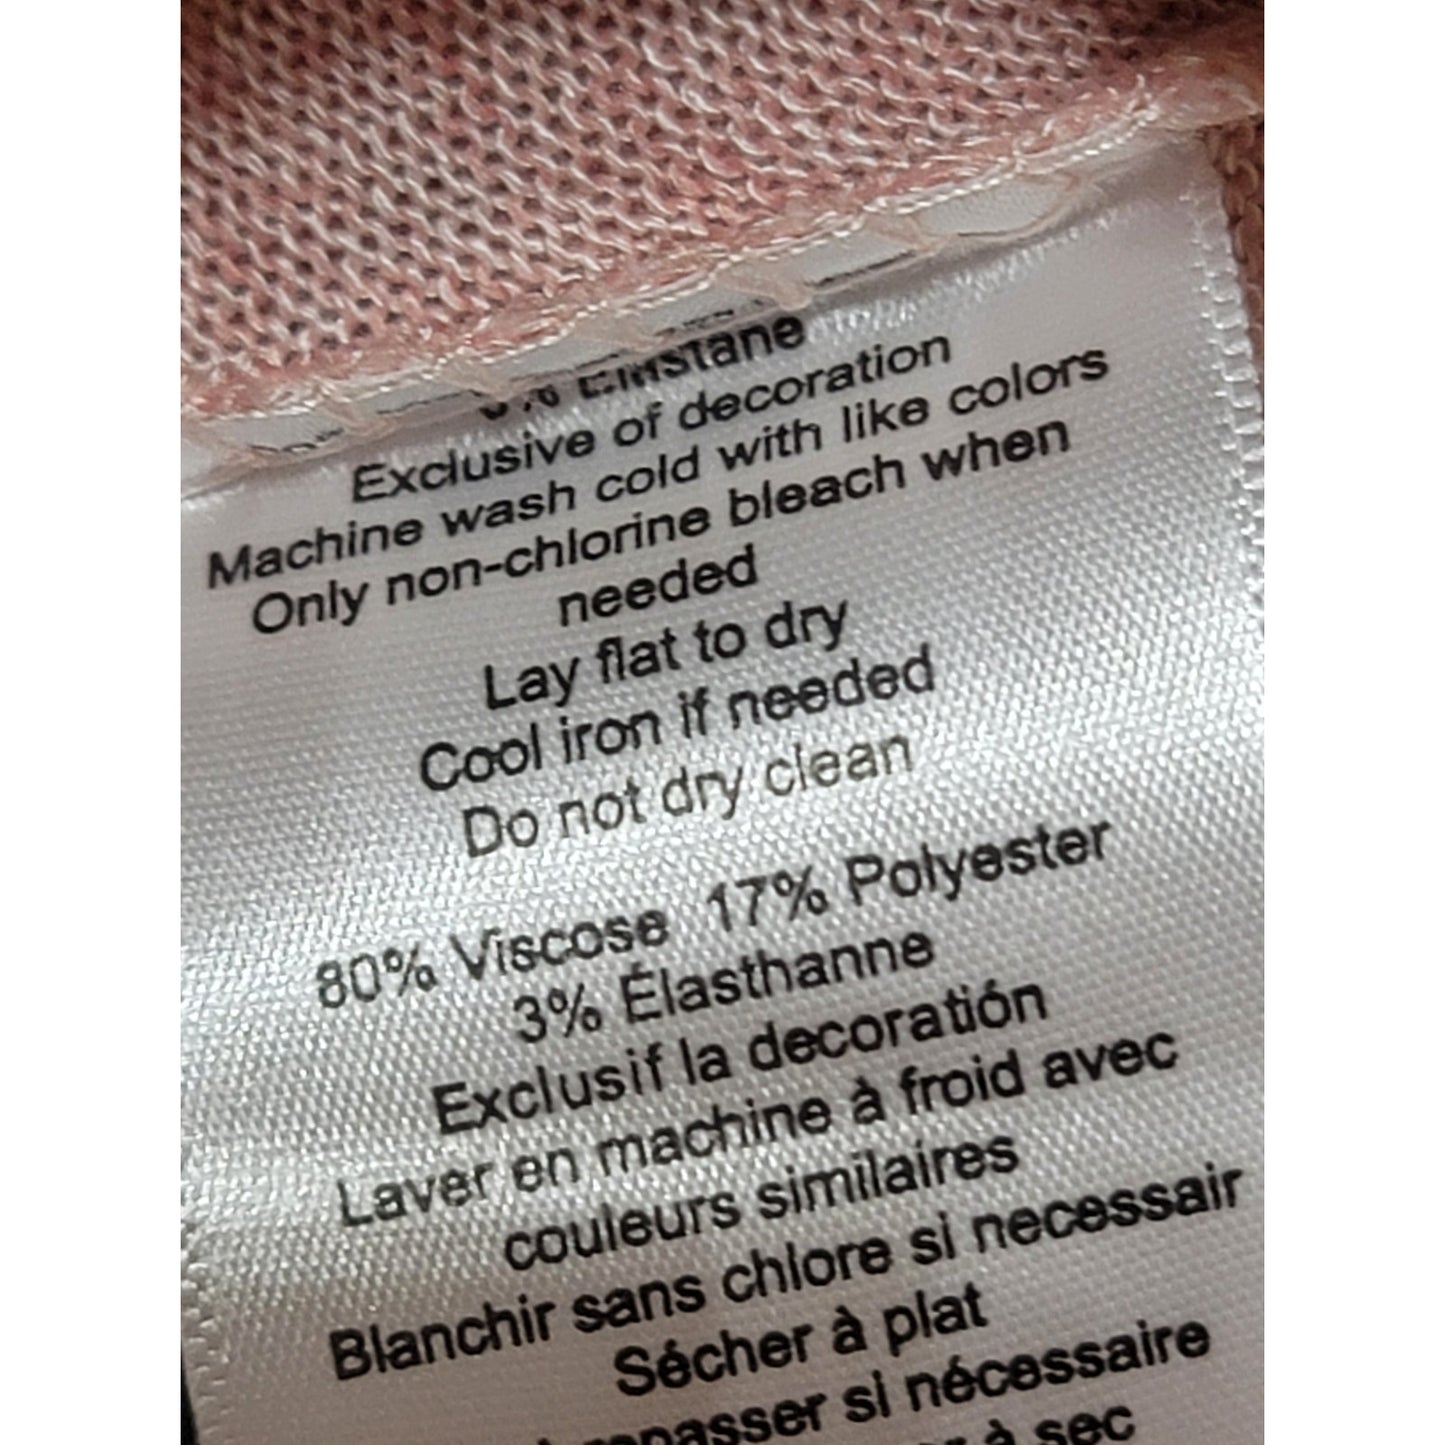 Elastane
Exclusive of decoration
Machine wash cold with like colors
Only non-chlorine bleach when
needed
Lay flat to dry
Cool iron if needed
Do not dry clean
80% Viscose 17% Polyester
3% Élasthanne
Exclusif la decoratión
Laver en machine à froid avec
couleurs similaires
Blanchir sans chlore si necessair
Sécher à plat
si nécessaire
à sec